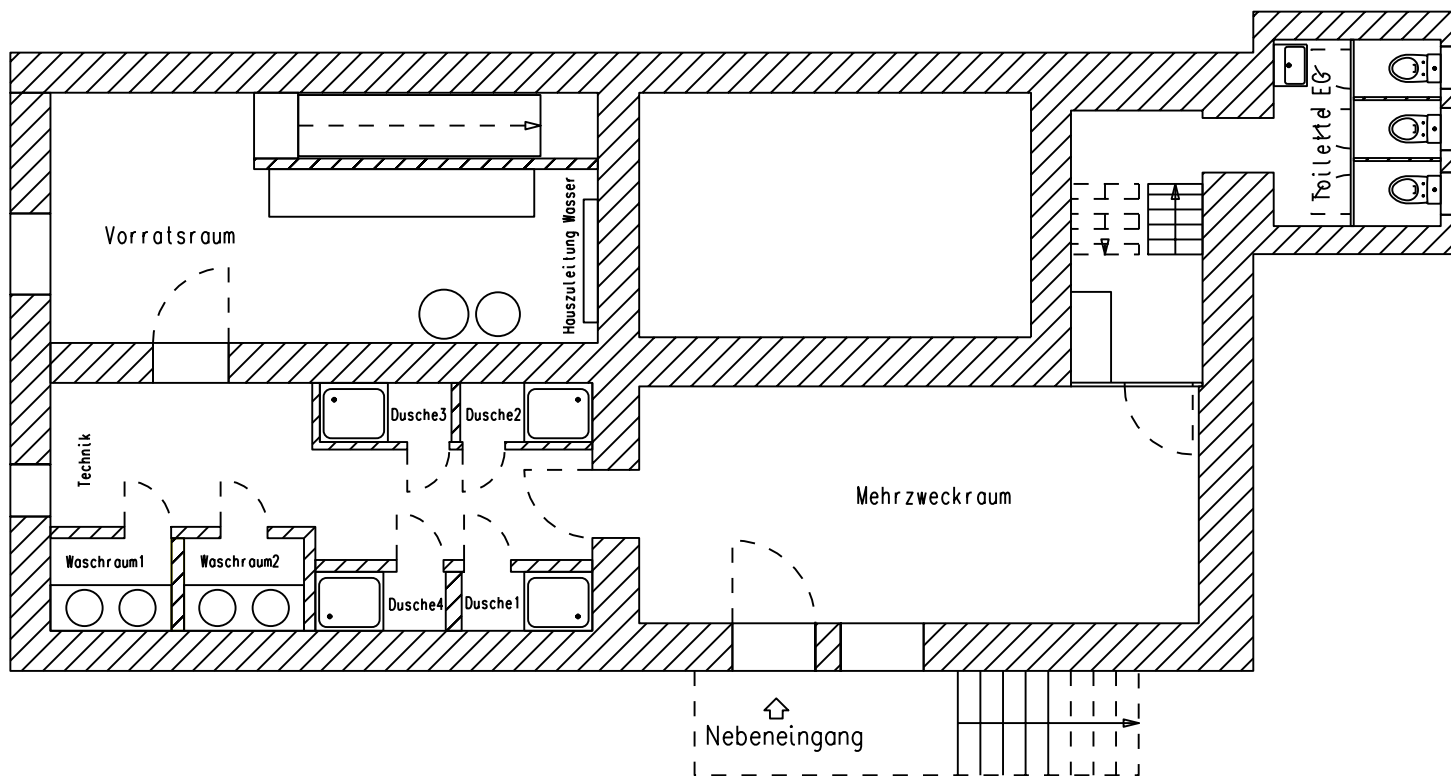 Toilette EG
Vorratsraum
Hauszuleitung Wasser
Dusche3
Dusche2
Technik
Mehrzweckraum
Waschraum1
Waschraum2
Dusche4
Dusche1
Nebeneingang